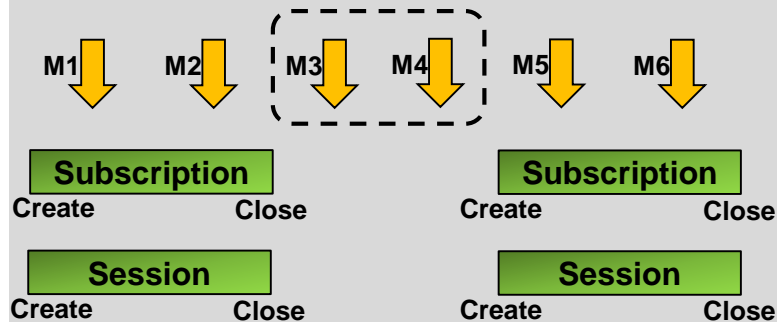 M1 M2 M3 M4 M5 M6
Subscription Subscription
Create Close Create Close
Session Session
Create Close Create Close